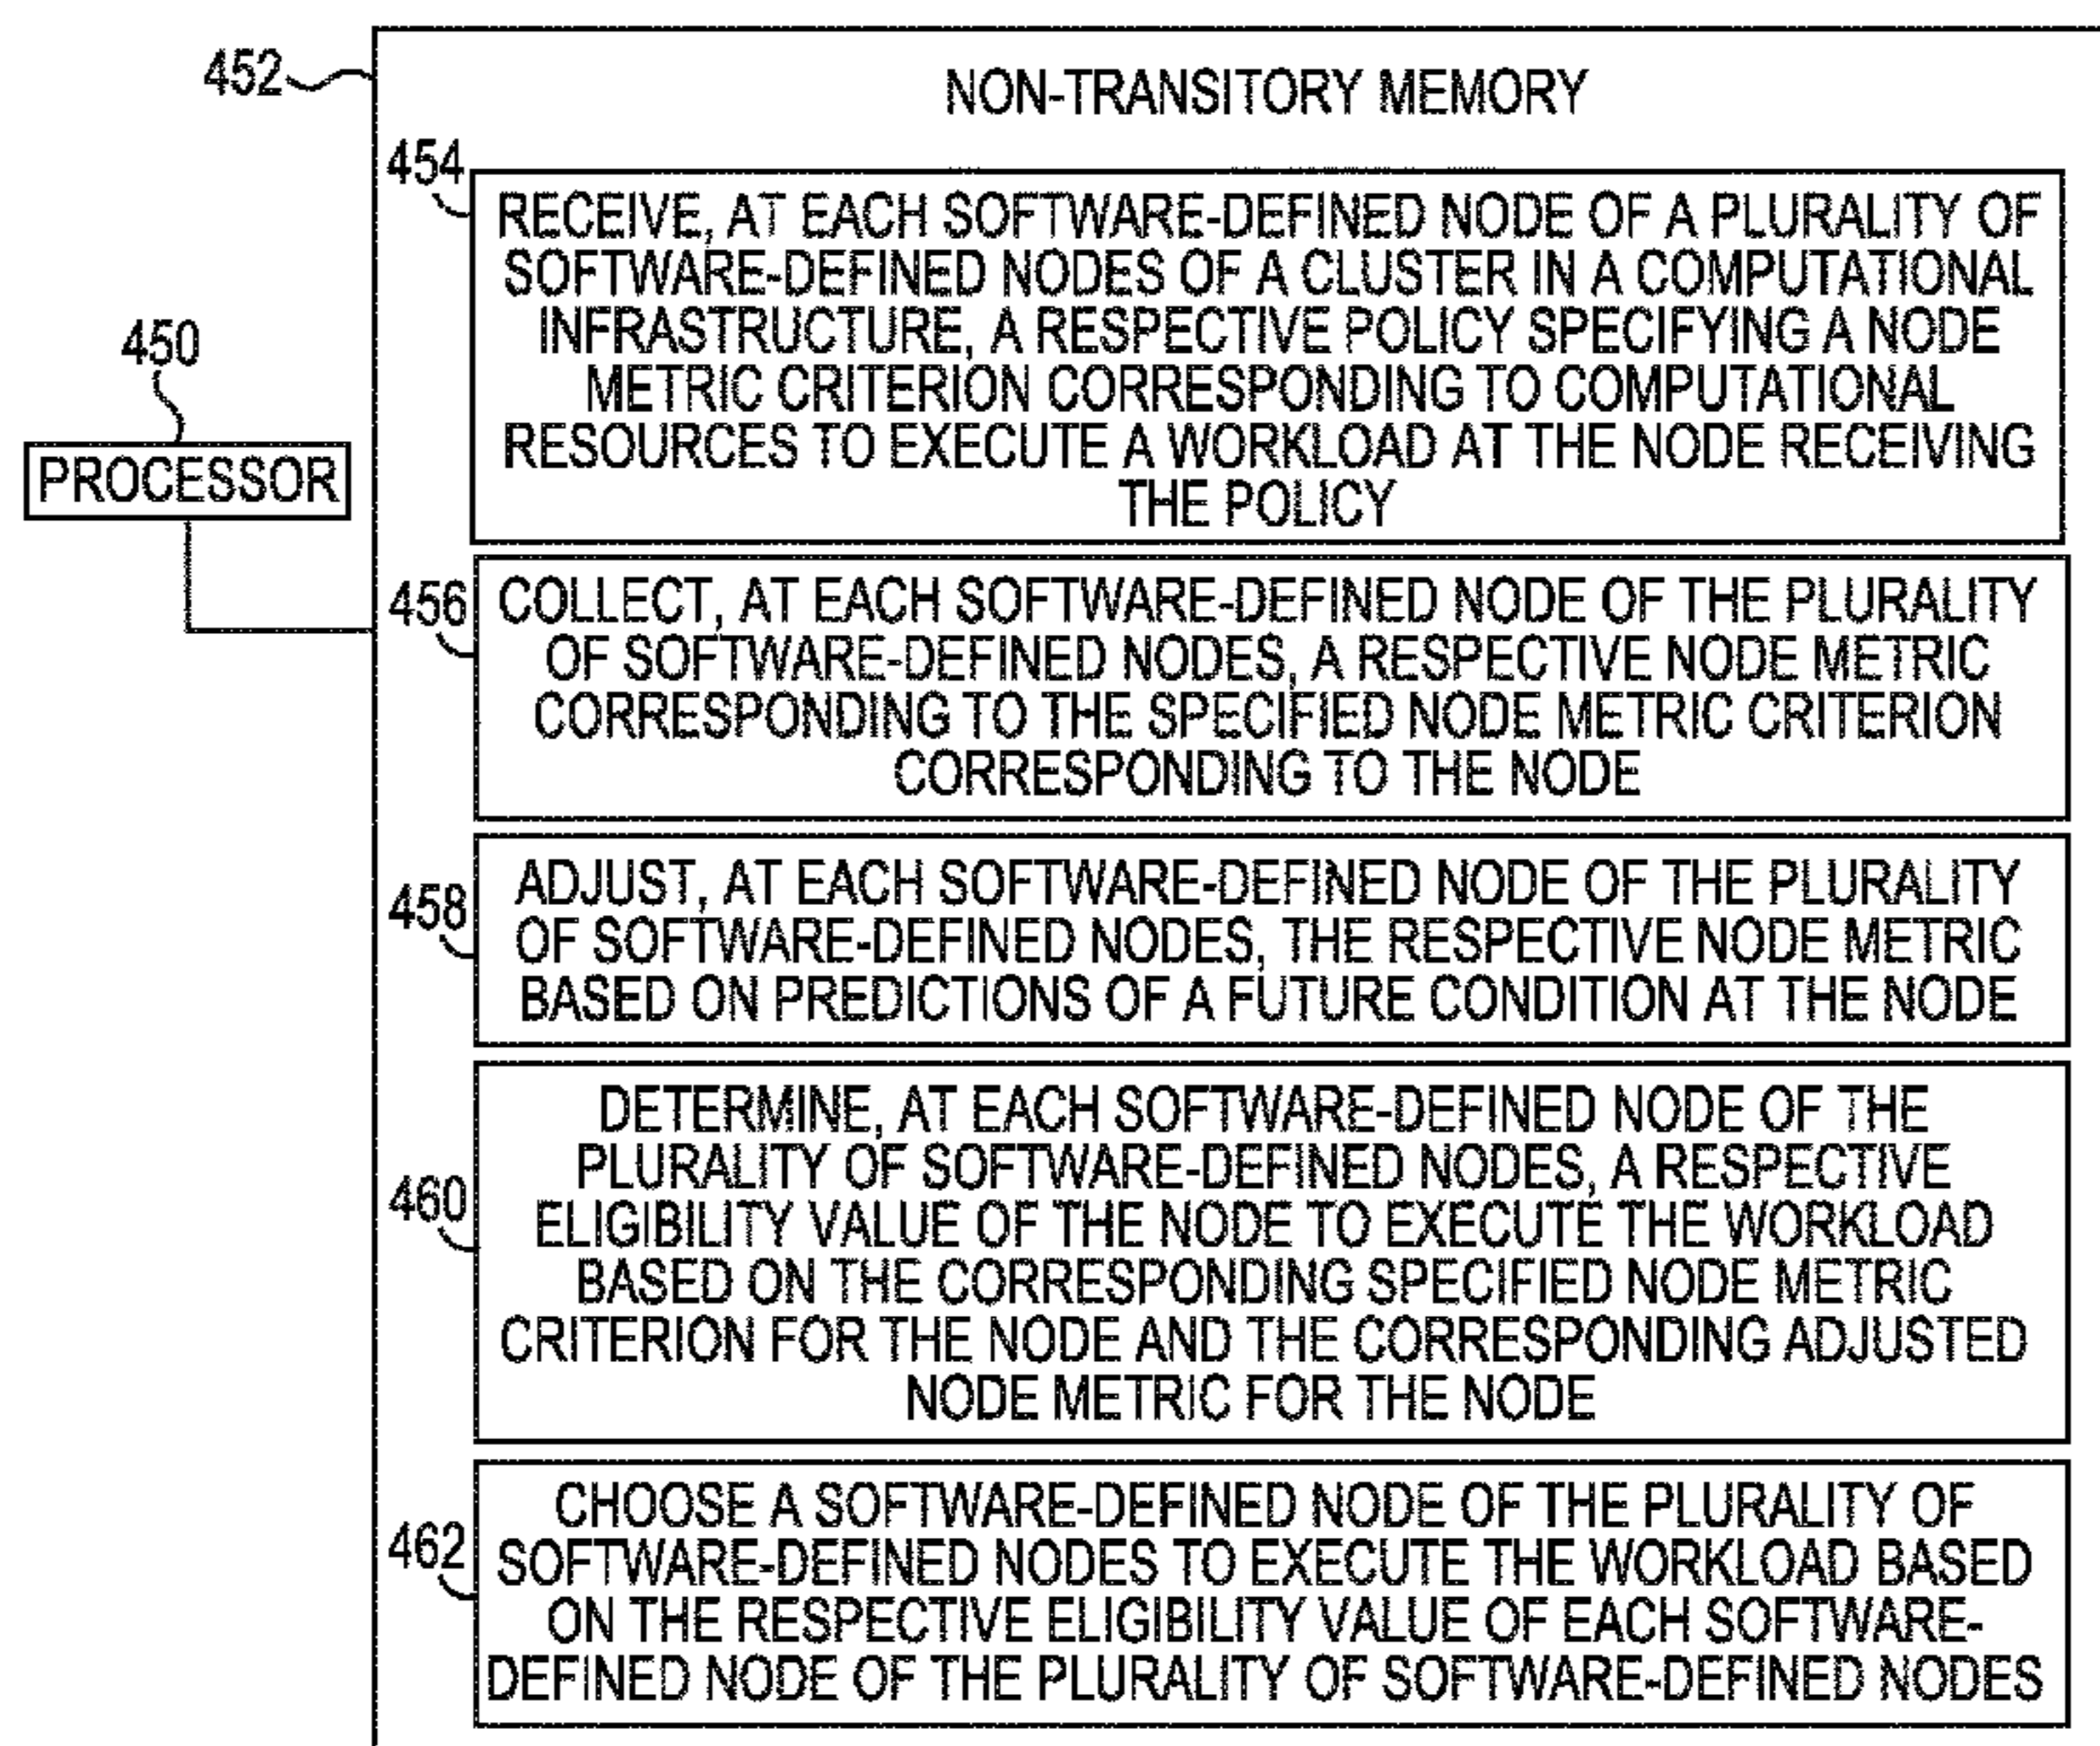 452
NON-TRANSITORY MEMORY
454
RECEIVE, AT EACH SOFTWARE-DEFINED NODE OF A PLURALITY OF
SOFTWARE-DEFINED NODES OF A CLUSTER IN A COMPUTATIONAL
INFRASTRUCTURE, A RESPECTIVE POLICY SPECIFYING A NODE
METRIC CRITERION CORRESPONDING TO COMPUTATIONAL
RESOURCES TO EXECUTE A WORKLOAD AT THE NODE RECEIVING
THE POLICY
450
PROCESSOR
456
COLLECT, AT EACH SOFTWARE-DEFINED NODE OF THE PLURALITY
OF SOFTWARE-DEFINED NODES, A RESPECTIVE NODE METRIC
CORRESPONDING TO THE SPECIFIED NODE METRIC CRITERION
CORRESPONDING TO THE NODE
458
ADJUST, AT EACH SOFTWARE-DEFINED NODE OF THE PLURALITY
OF SOFTWARE-DEFINED NODES, THE RESPECTIVE NODE METRIC
BASED ON PREDICTIONS OF A FUTURE CONDITION AT THE NODE
460
DETERMINE, AT EACH SOFTWARE-DEFINED NODE OF THE
PLURALITY OF SOFTWARE-DEFINED NODES, A RESPECTIVE
ELIGIBILITY VALUE OF THE NODE TO EXECUTE THE WORKLOAD
BASED ON THE CORRESPONDING SPECIFIED NODE METRIC
CRITERION FOR THE NODE AND THE CORRESPONDING ADJUSTED
NODE METRIC FOR THE NODE
462
CHOOSE A SOFTWARE-DEFINED NODE OF THE PLURALITY OF
SOFTWARE-DEFINED NODES TO EXECUTE THE WORKLOAD BASED
ON THE RESPECTIVE ELIGIBILITY VALUE OF EACH SOFTWARE-
DEFINED NODE OF THE PLURALITY OF SOFTWARE-DEFINED NODES